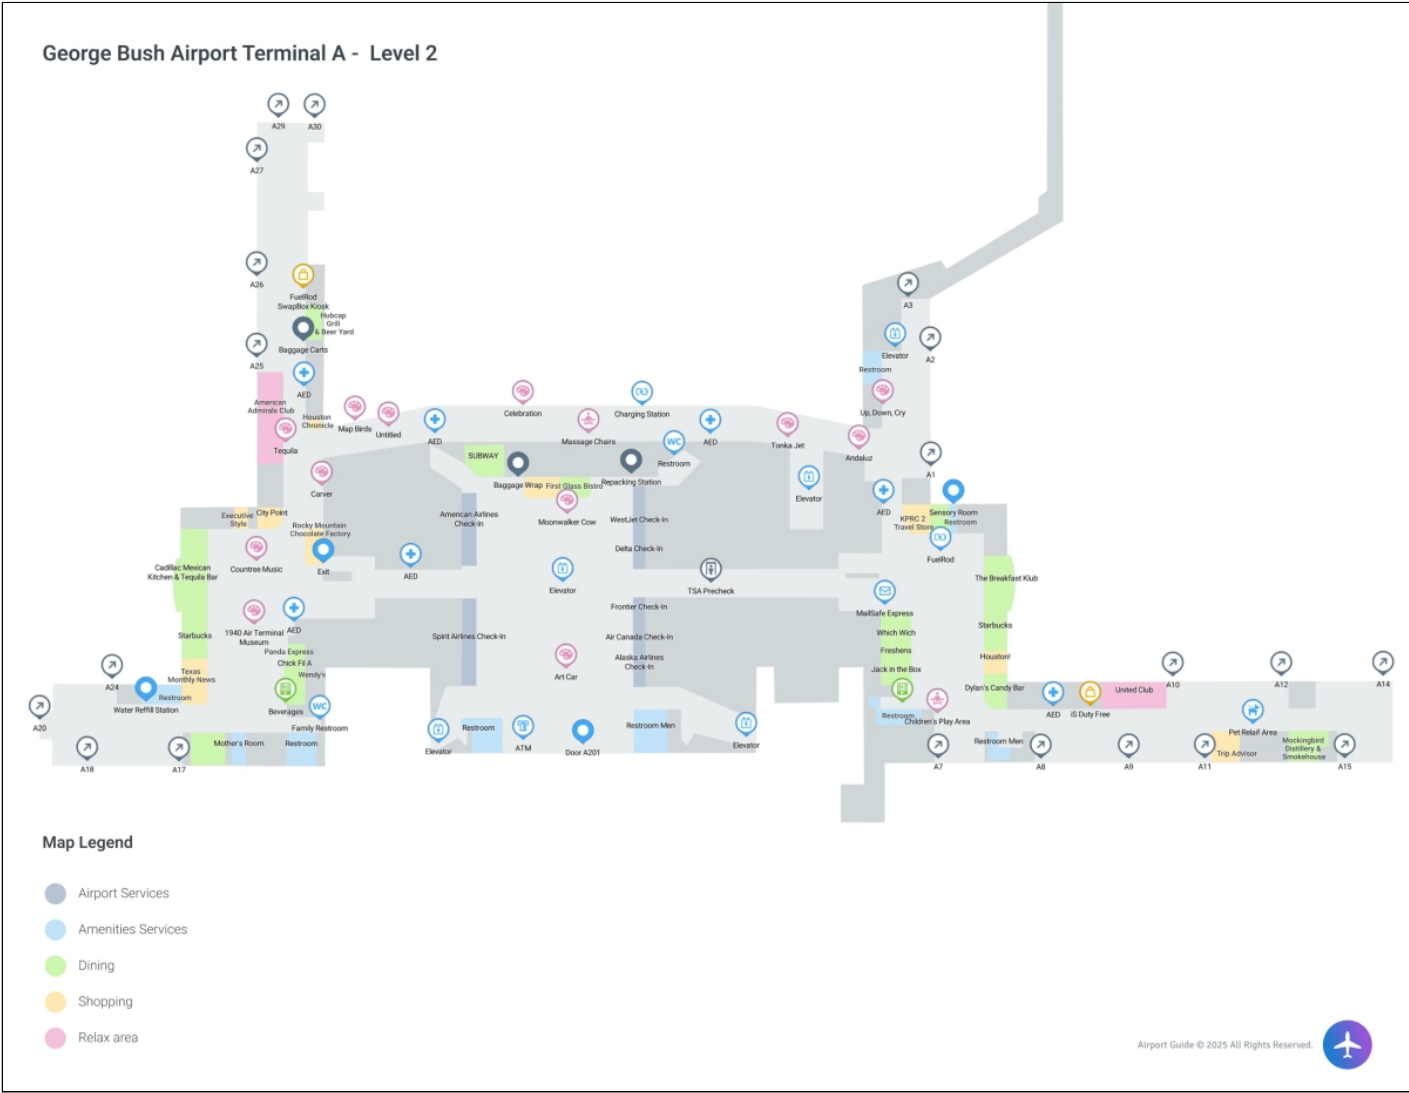 George Bush Airport Terminal A - Level 2
A29
A30
A27
A26
FuelRod
SwapBox Kiosk
Hubcap
Grill
& Beer Yard
Baggage Carts
A25
AED
American
Admirals Club
Houston
Chronicle
Tequila
Map Birds
Untitled
AED
Celebration
Massage Chairs
Charging Station
WC
Restroom
AED
Tonka Jet
Andaluz
A3
Elevator
A2
Restroom
Up, Down, Cry
A1
Carver
SUBWAY
Baggage Wrap
First Glass Bistro
Repacking Station
Moonwalker Cow
Elevator
AED
Sensory Room
Restroom
KPRC 2
Travel Store
FuelRod
Executive
Style
City Point
Rocky Mountain
Chocolate Factory
Exit
Countree Music
AED
American Airlines
Check-In
WestJet Check-In
Delta Check-In
Elevator
TSA Precheck
The Breakfast Klub
Cadillac Mexican
Kitchen & Tequila Bar
1940 Air Terminal
Museum
AED
Frontier Check-In
MailSafe Express
Starbucks
Panda Express
Chick Fil A
Wendy's
Beverages
Spirit Airlines Check-In
Air Canada Check-In
Alaska Airlines
Check-In
Art Car
Which Wich
Freshens
Jack in the Box
Starbucks
Houston!
Dylan's Candy Bar
A24
Texas
Monthly News
Restroom
Water Reffill Station
A20
A18
A17
Mother's Room
Restroom
WC
Family Restroom
Elevator
Restroom
ATM
Door A201
Restroom Men
Elevator
Restroom
Children's Play Area
A7
Restroom Men
A8
AED
iS Duty Free
United Club
A10
A12
A14
A9
A11
Trip Advisor
Pet Relaif Area
Mockingbird
Distillery &
Smokehouse
A15
Map Legend
Airport Services
Amenities Services
Dining
Shopping
Relax area
Airport Guide © 2025 All Rights Reserved.